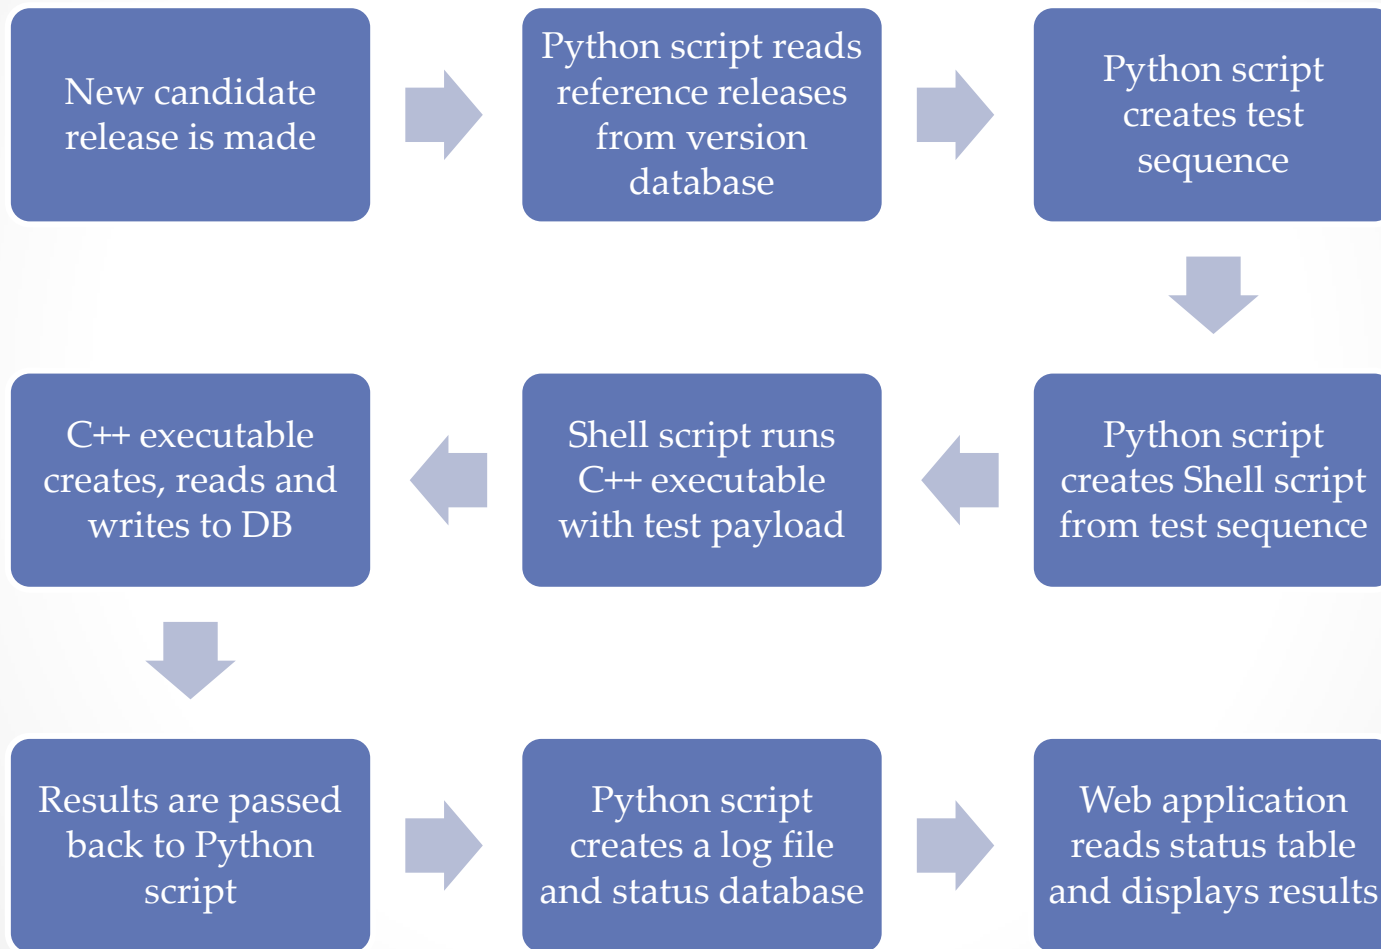 New candidate
release is made
Python script reads
reference releases
from version
database
Python script
creates test
sequence
Python script
creates Shell script
from test sequence
Shell script runs
C++ executable
with test payload
C++ executable
creates, reads and
writes to DB
Results are passed
back to Python
script
Python script
creates a log file
and status database
Web application
reads status table
and displays results